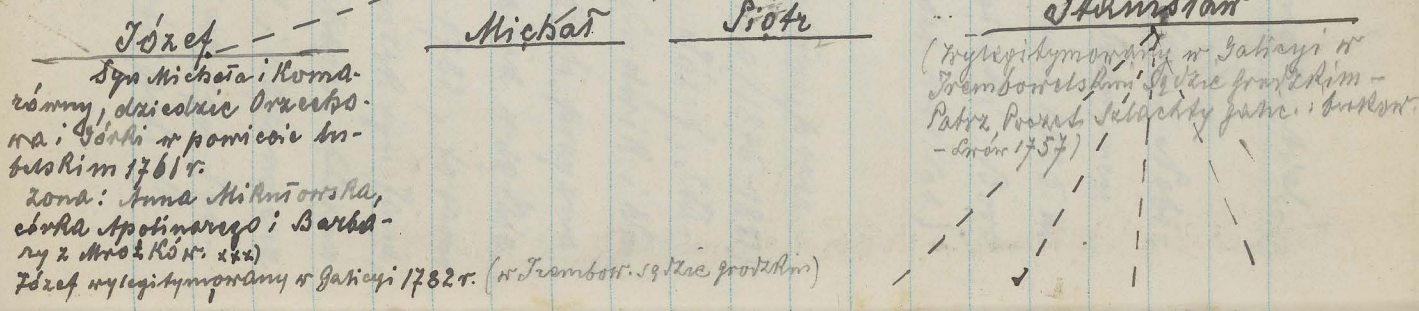 Józef
Michał
Piotr
Stanisław
Syn Michała i Koma-
równy, dziedzic Orzecho-
wa i Górki w powiecie lu-
belskim 1761 r.
żona: Anna Mikułowska,
córka Apolinarego i Barba-
ry z Mrozków. xxx)
Józef wylegitymowany w Galicyi 1782 r. (w Trembow. sądzie grodzkim)
(wylegitymowany w Galicyi w
Trembowelskim Sądzie grodzkim -
Patrz, Poczet Szlachty galic. i bukow.
- Lwów 1757)